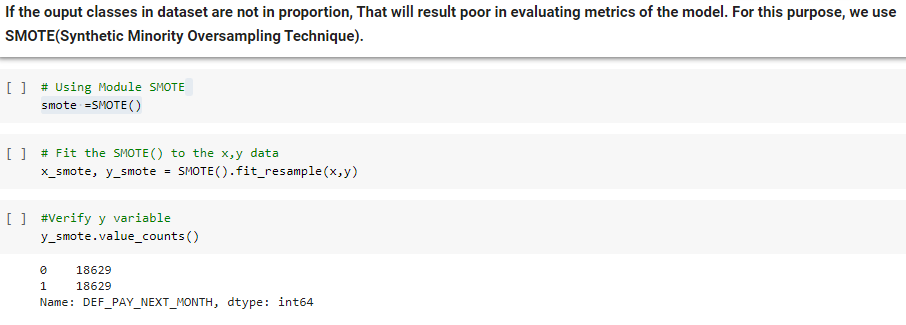 If the ouput classes in dataset are not in proportion, That will result poor in evaluating metrics of the model. For this purpose, we use
SMOTE(Synthetic Minority Oversampling Technique).
[ ] # Using Module SMOTE
smote =SMOTE()
[ ] # Fit the SMOTE() to the x,y data
x_smote, y_smote = SMOTE().fit_resample(x,y)
[ ] #Verify y variable
y_smote.value_counts()
0 18629
1 18629
Name: DEF_PAY_NEXT_MONTH, dtype: int64